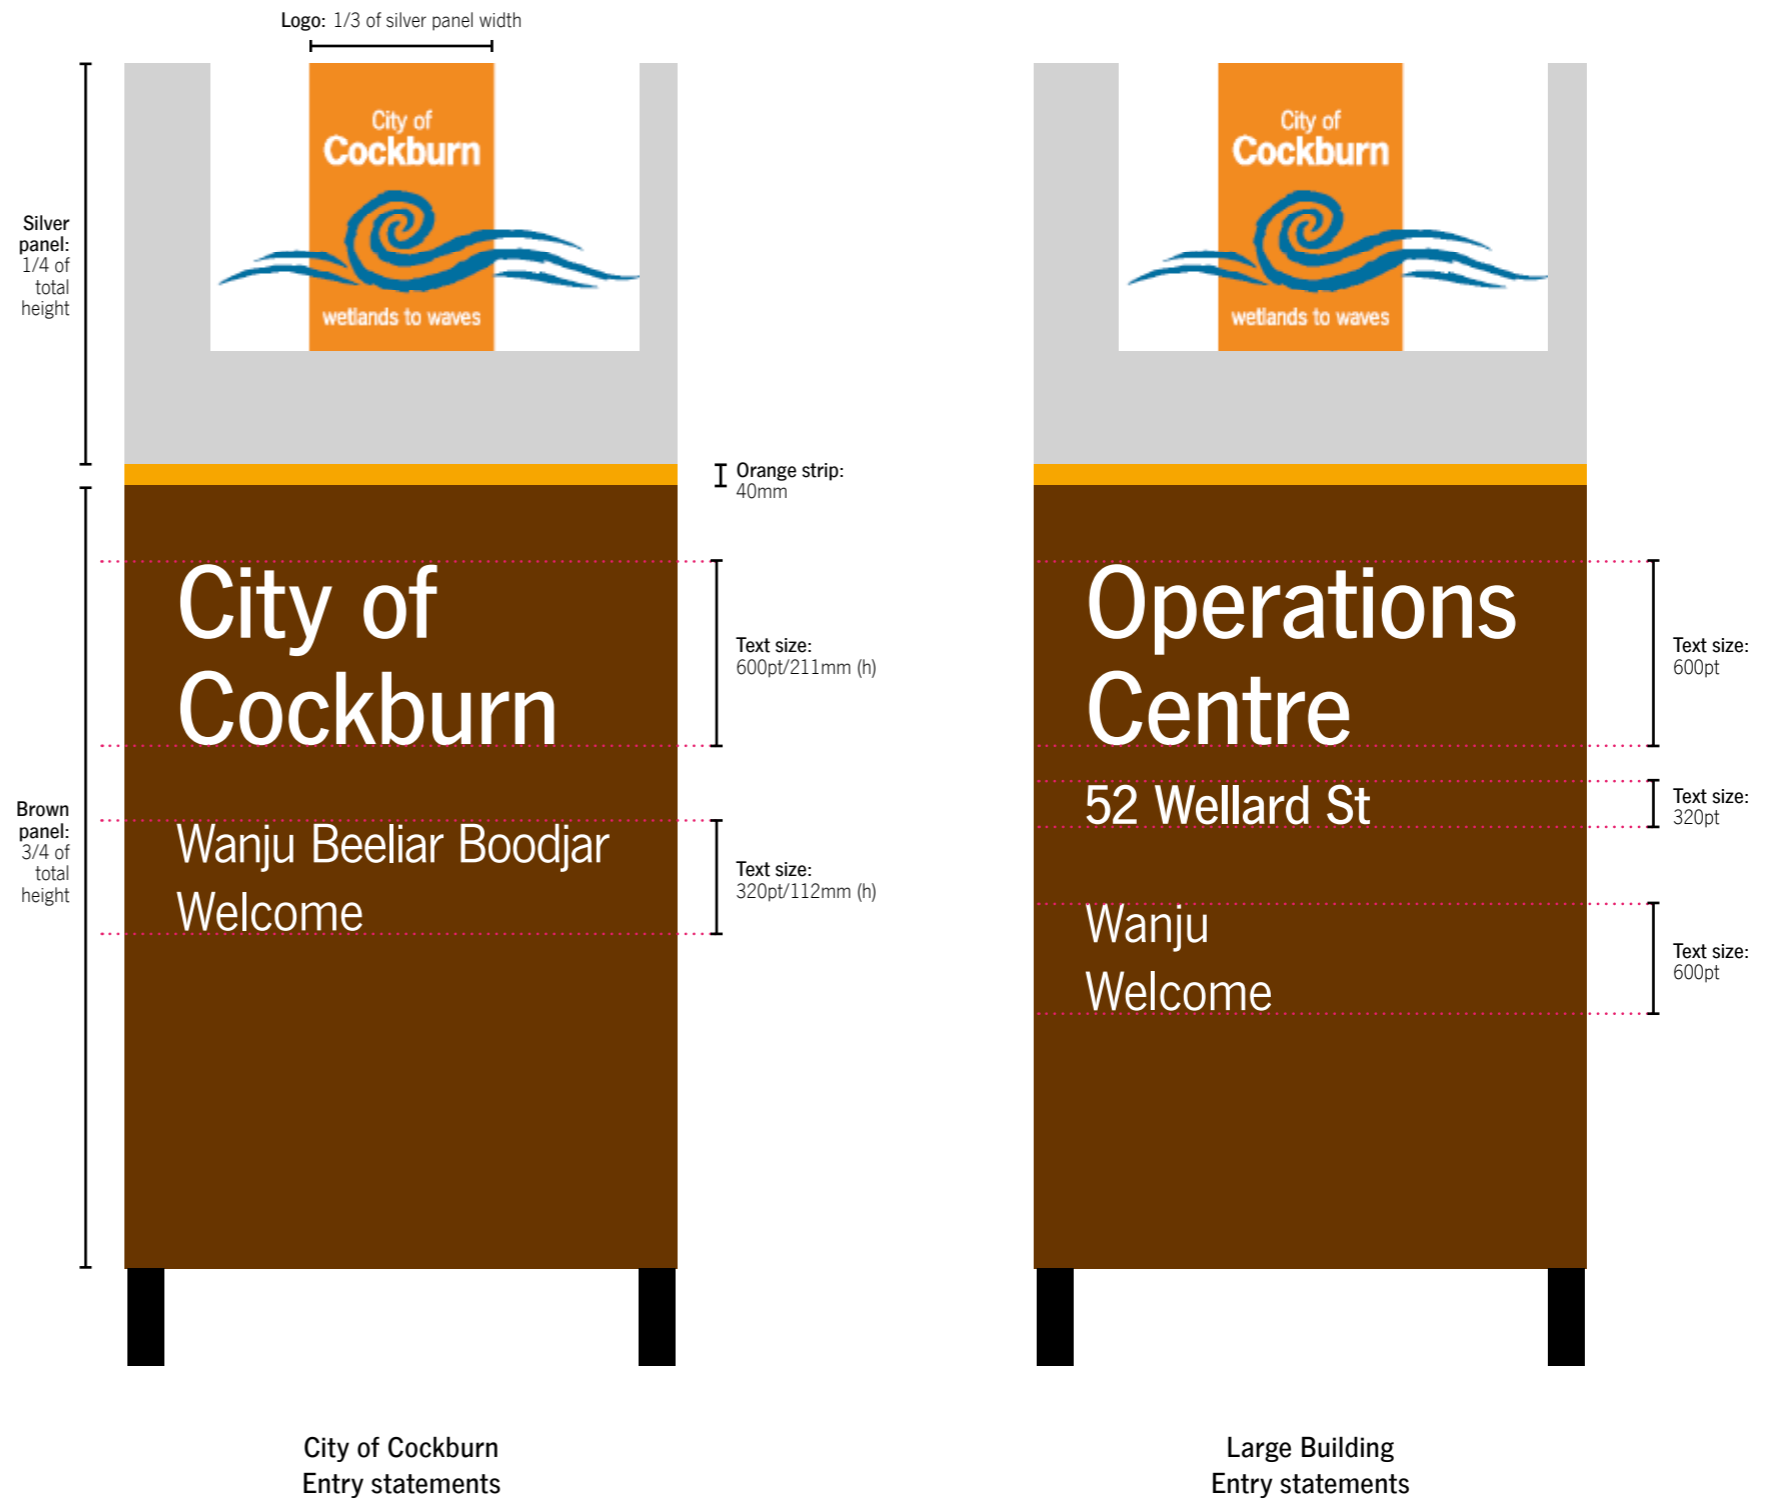 Logo: 1/3 of silver panel width
City of
Cockburn
wetlands to waves
Silver
panel:
1/4 of
total
height
Orange strip:
40mm
City of
Cockburn
Text size:
600pt/211mm (h)
Brown
panel:
3/4 of
total
height
Wanju Beeliar Boodjar
Welcome
Text size:
320pt/112mm (h)
City of Cockburn
Entry statements
City of
Cockburn
wetlands to waves
Operations
Centre
Text size:
600pt
52 Wellard St
Text size:
320pt
Wanju
Welcome
Text size:
600pt
Large Building
Entry statements